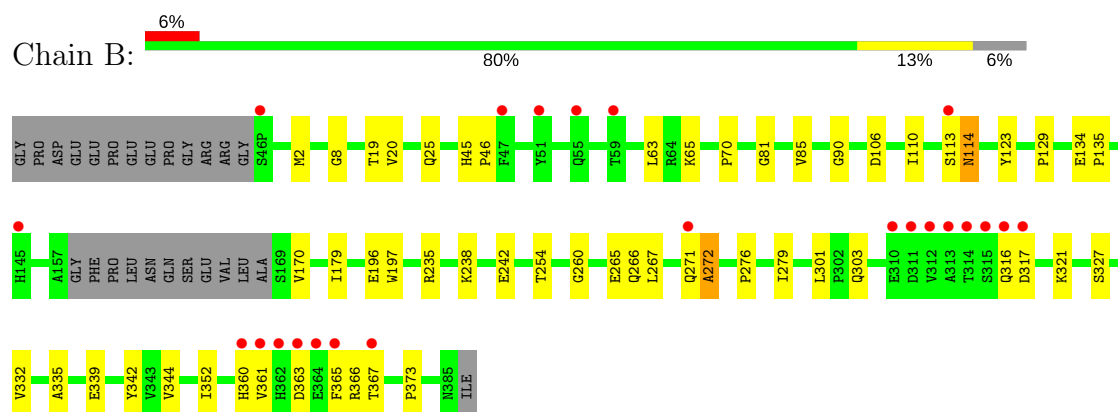 6%
Chain B:
80% 13% 6%
GLY PRO ASP GLU GLU PRO GLU GLU PRO GLY ARG ARG GLY S46P M2 G8 T19 V20 Q25 H45 P46 F47 Y51 Q55 T59 L63 R64 K65 P70 G81 V85 G90 D106 I110 S113 N114 Y123 P129 E134 P135
H145 A157 GLY PHE PRO LEU ASN GLN SER GLU VAL LEU ALA S169 V170 I179 E196 W197 R235 K238 E242 T254 G260 E265 Q266 L267 Q271 A272 P276 I279 L301 P302 Q303 E310 D311 V312 A313 T314 S315 Q316 D317 K321 S327
V332 A335 E339 Y342 V343 V344 I352 H360 V361 H362 D363 E364 F365 R366 T367 P373 N385 ILE